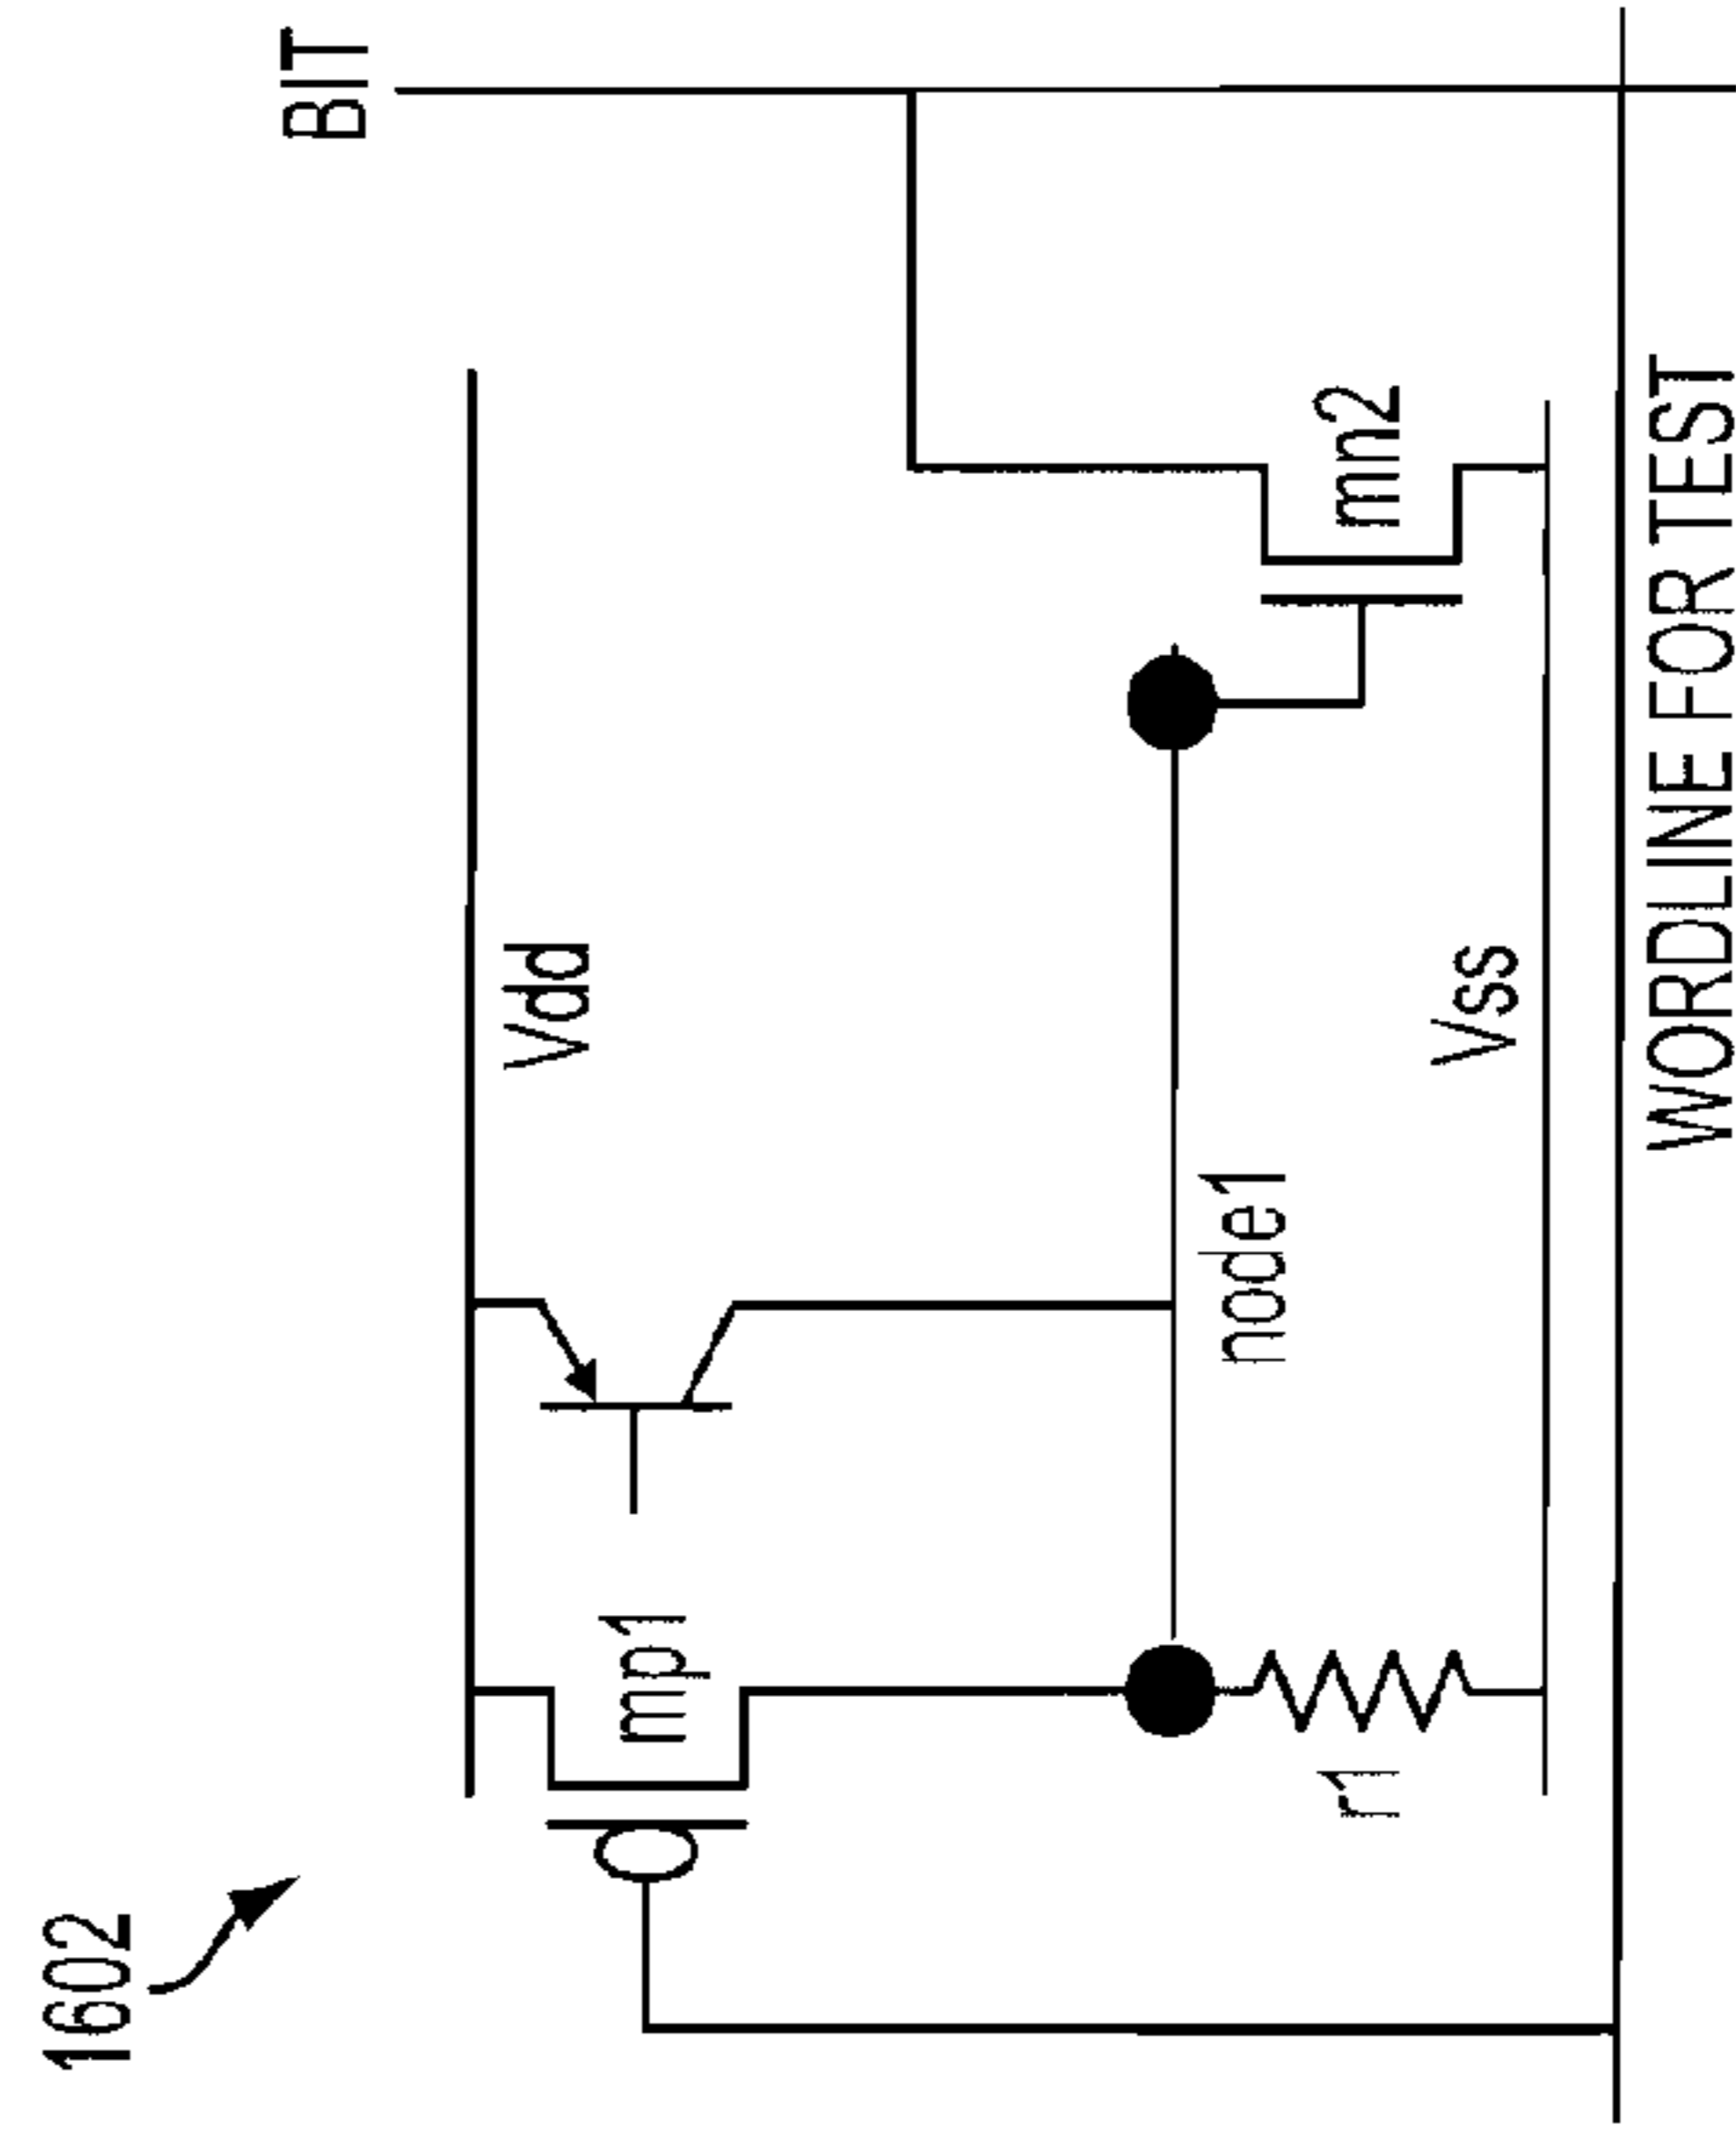 1602
BIT
Vdd
mp1
mn2
node1
Vss
r1
WORDLINE FOR TEST